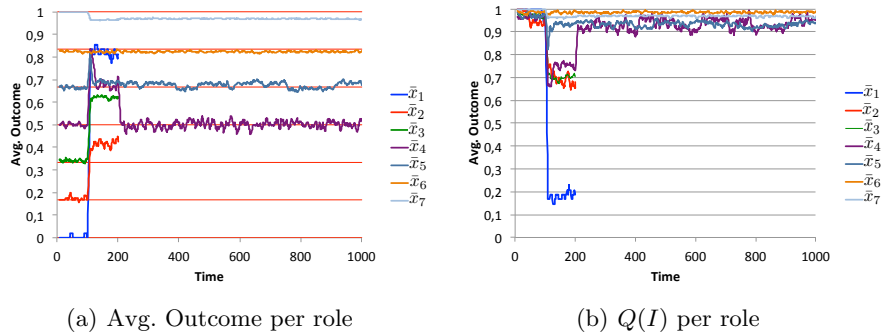 Avg. Outcome
1
0,9
0,8
0,7
0,6
0,5
0,4
0,3
0,2
0,1
0
0 200 400 600 800 1000
Time
x̄1
x̄2
x̄3
x̄4
x̄5
x̄6
x̄7
(a) Avg. Outcome per role
Avg. Outcome
1
0,9
0,8
0,7
0,6
0,5
0,4
0,3
0,2
0,1
0
0 200 400 600 800 1000
Time
x̄1
x̄2
x̄3
x̄4
x̄5
x̄6
x̄7
(b) Q(I) per role